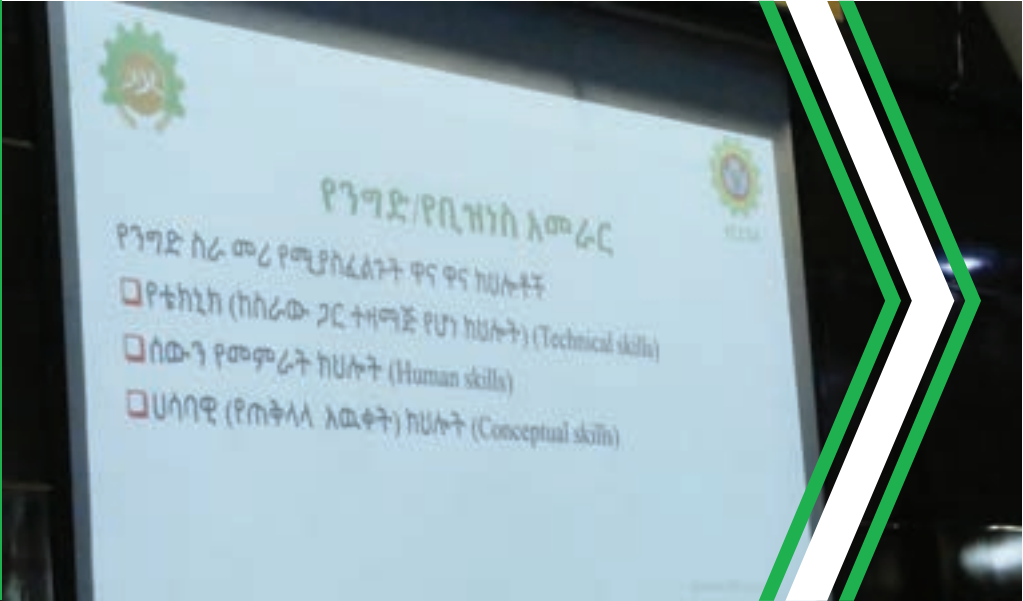 የንግድ/የቢዝነስ አመራር
የንግድ ስራ መሪ የሚያስፈልጉት ዋና ዋና ክህሎቶች
የቴክኒክ (ከስራው ጋር ተዛማጅ የሆነ ክህሎት) (Technical skills)
ሰውን የመምራት ክህሎት (Human skills)
ሀሳባዊ (የጠቅላላ እዉቀት) ክህሎት (Conceptual skills)